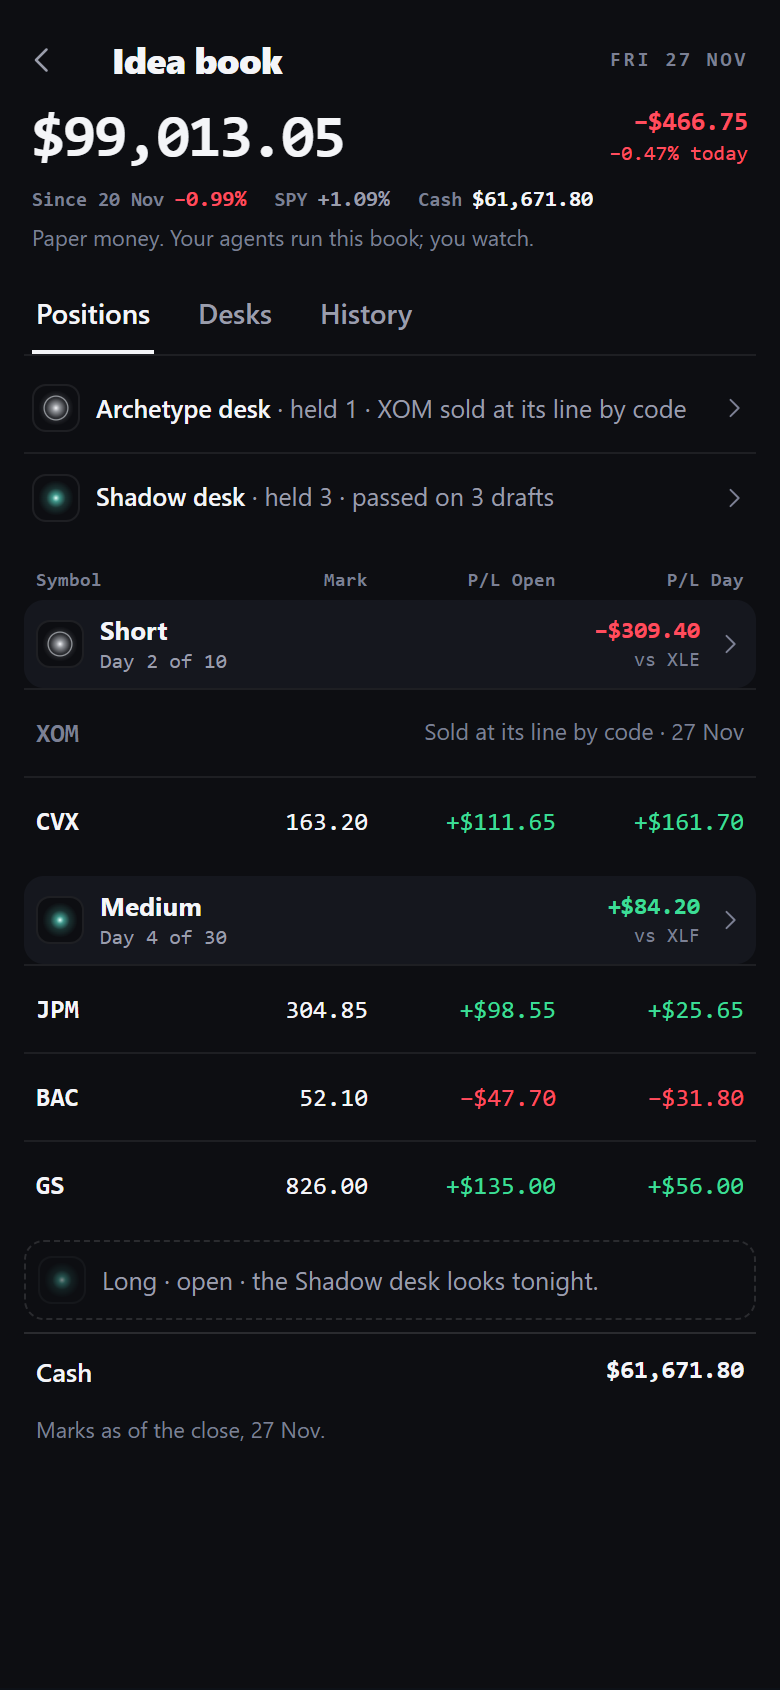 Idea book
FRI 27 NOV
$99,013.05
−$466.75
−0.47% today
Since 20 Nov −0.99% SPY +1.09% Cash $61,671.80
Paper money. Your agents run this book; you watch.
Positions Desks History
Archetype desk · held 1 · XOM sold at its line by code
Shadow desk · held 3 · passed on 3 drafts
Symbol Mark P/L Open P/L Day
Short −$309.40
Day 2 of 10 vs XLE
XOM Sold at its line by code · 27 Nov
CVX 163.20 +$111.65 +$161.70
Medium +$84.20
Day 4 of 30 vs XLF
JPM 304.85 +$98.55 +$25.65
BAC 52.10 −$47.70 −$31.80
GS 826.00 +$135.00 +$56.00
Long · open · the Shadow desk looks tonight.
Cash $61,671.80
Marks as of the close, 27 Nov.